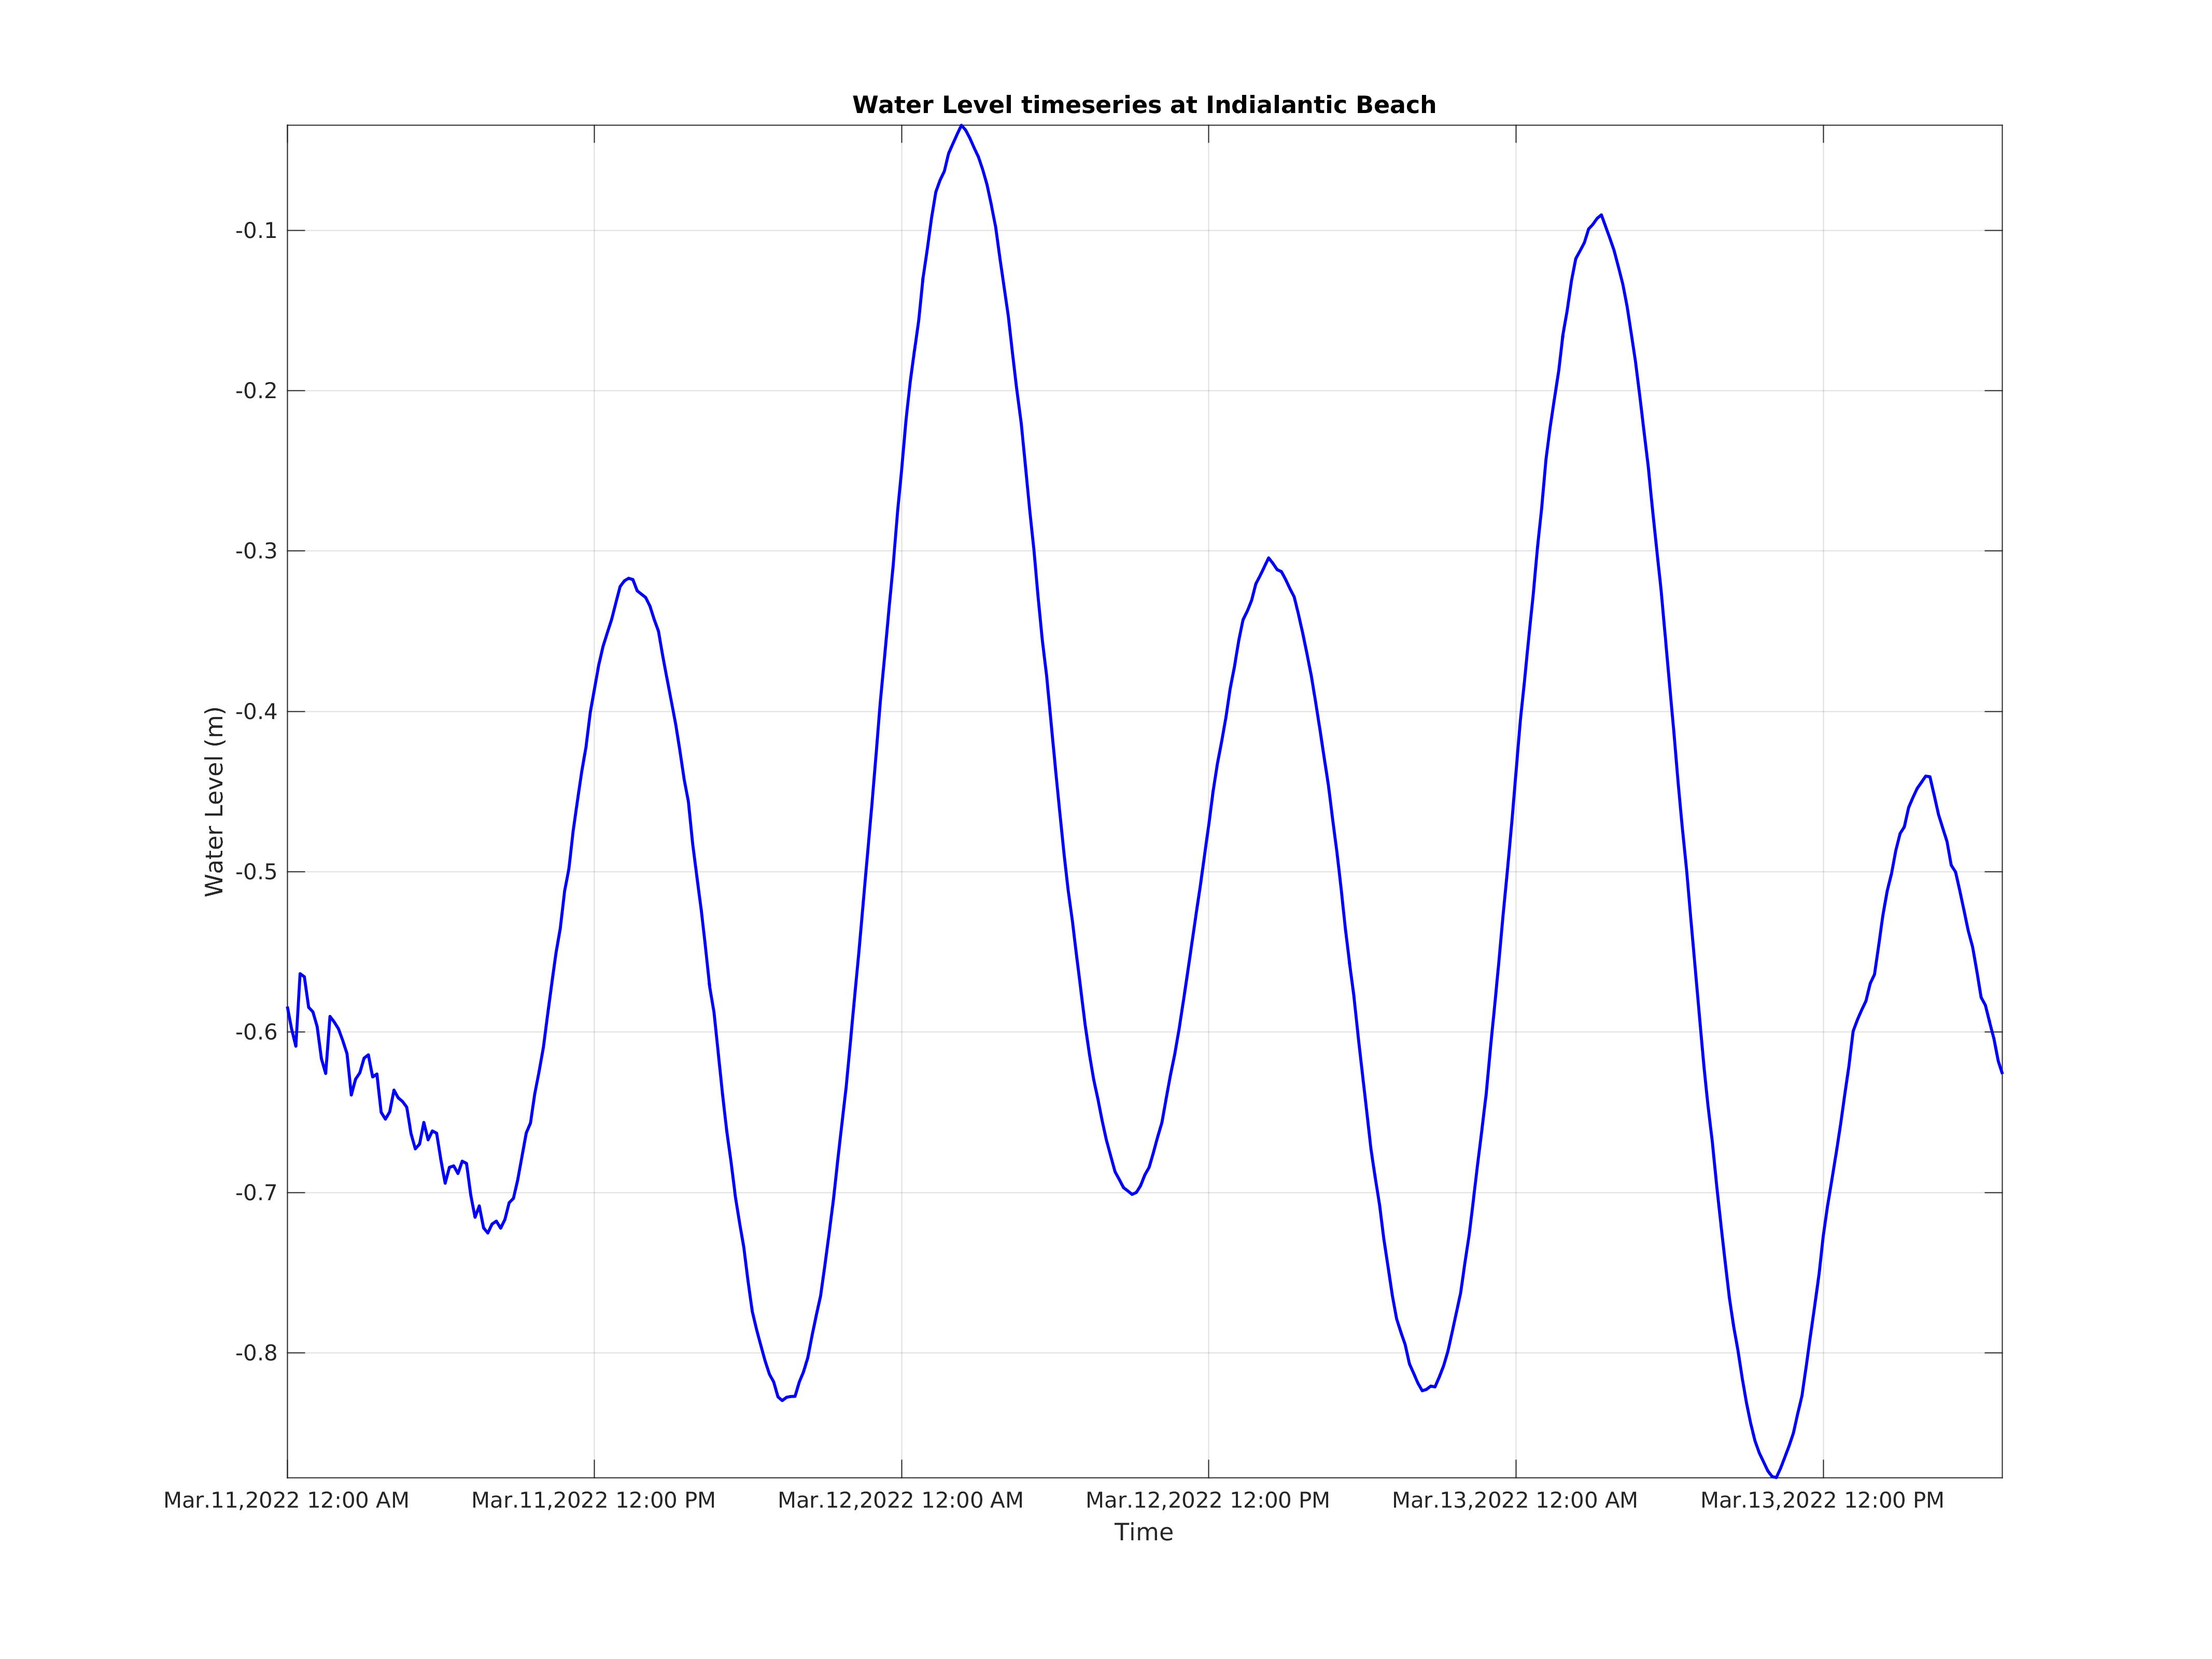 Water Level timeseries at Indialantic Beach
Water Level (m)
-0.1
-0.2
-0.3
-0.4
-0.5
-0.6
-0.7
-0.8
Mar.11,2022 12:00 AM Mar.11,2022 12:00 PM Mar.12,2022 12:00 AM Mar.12,2022 12:00 PM Mar.13,2022 12:00 AM Mar.13,2022 12:00 PM
Time